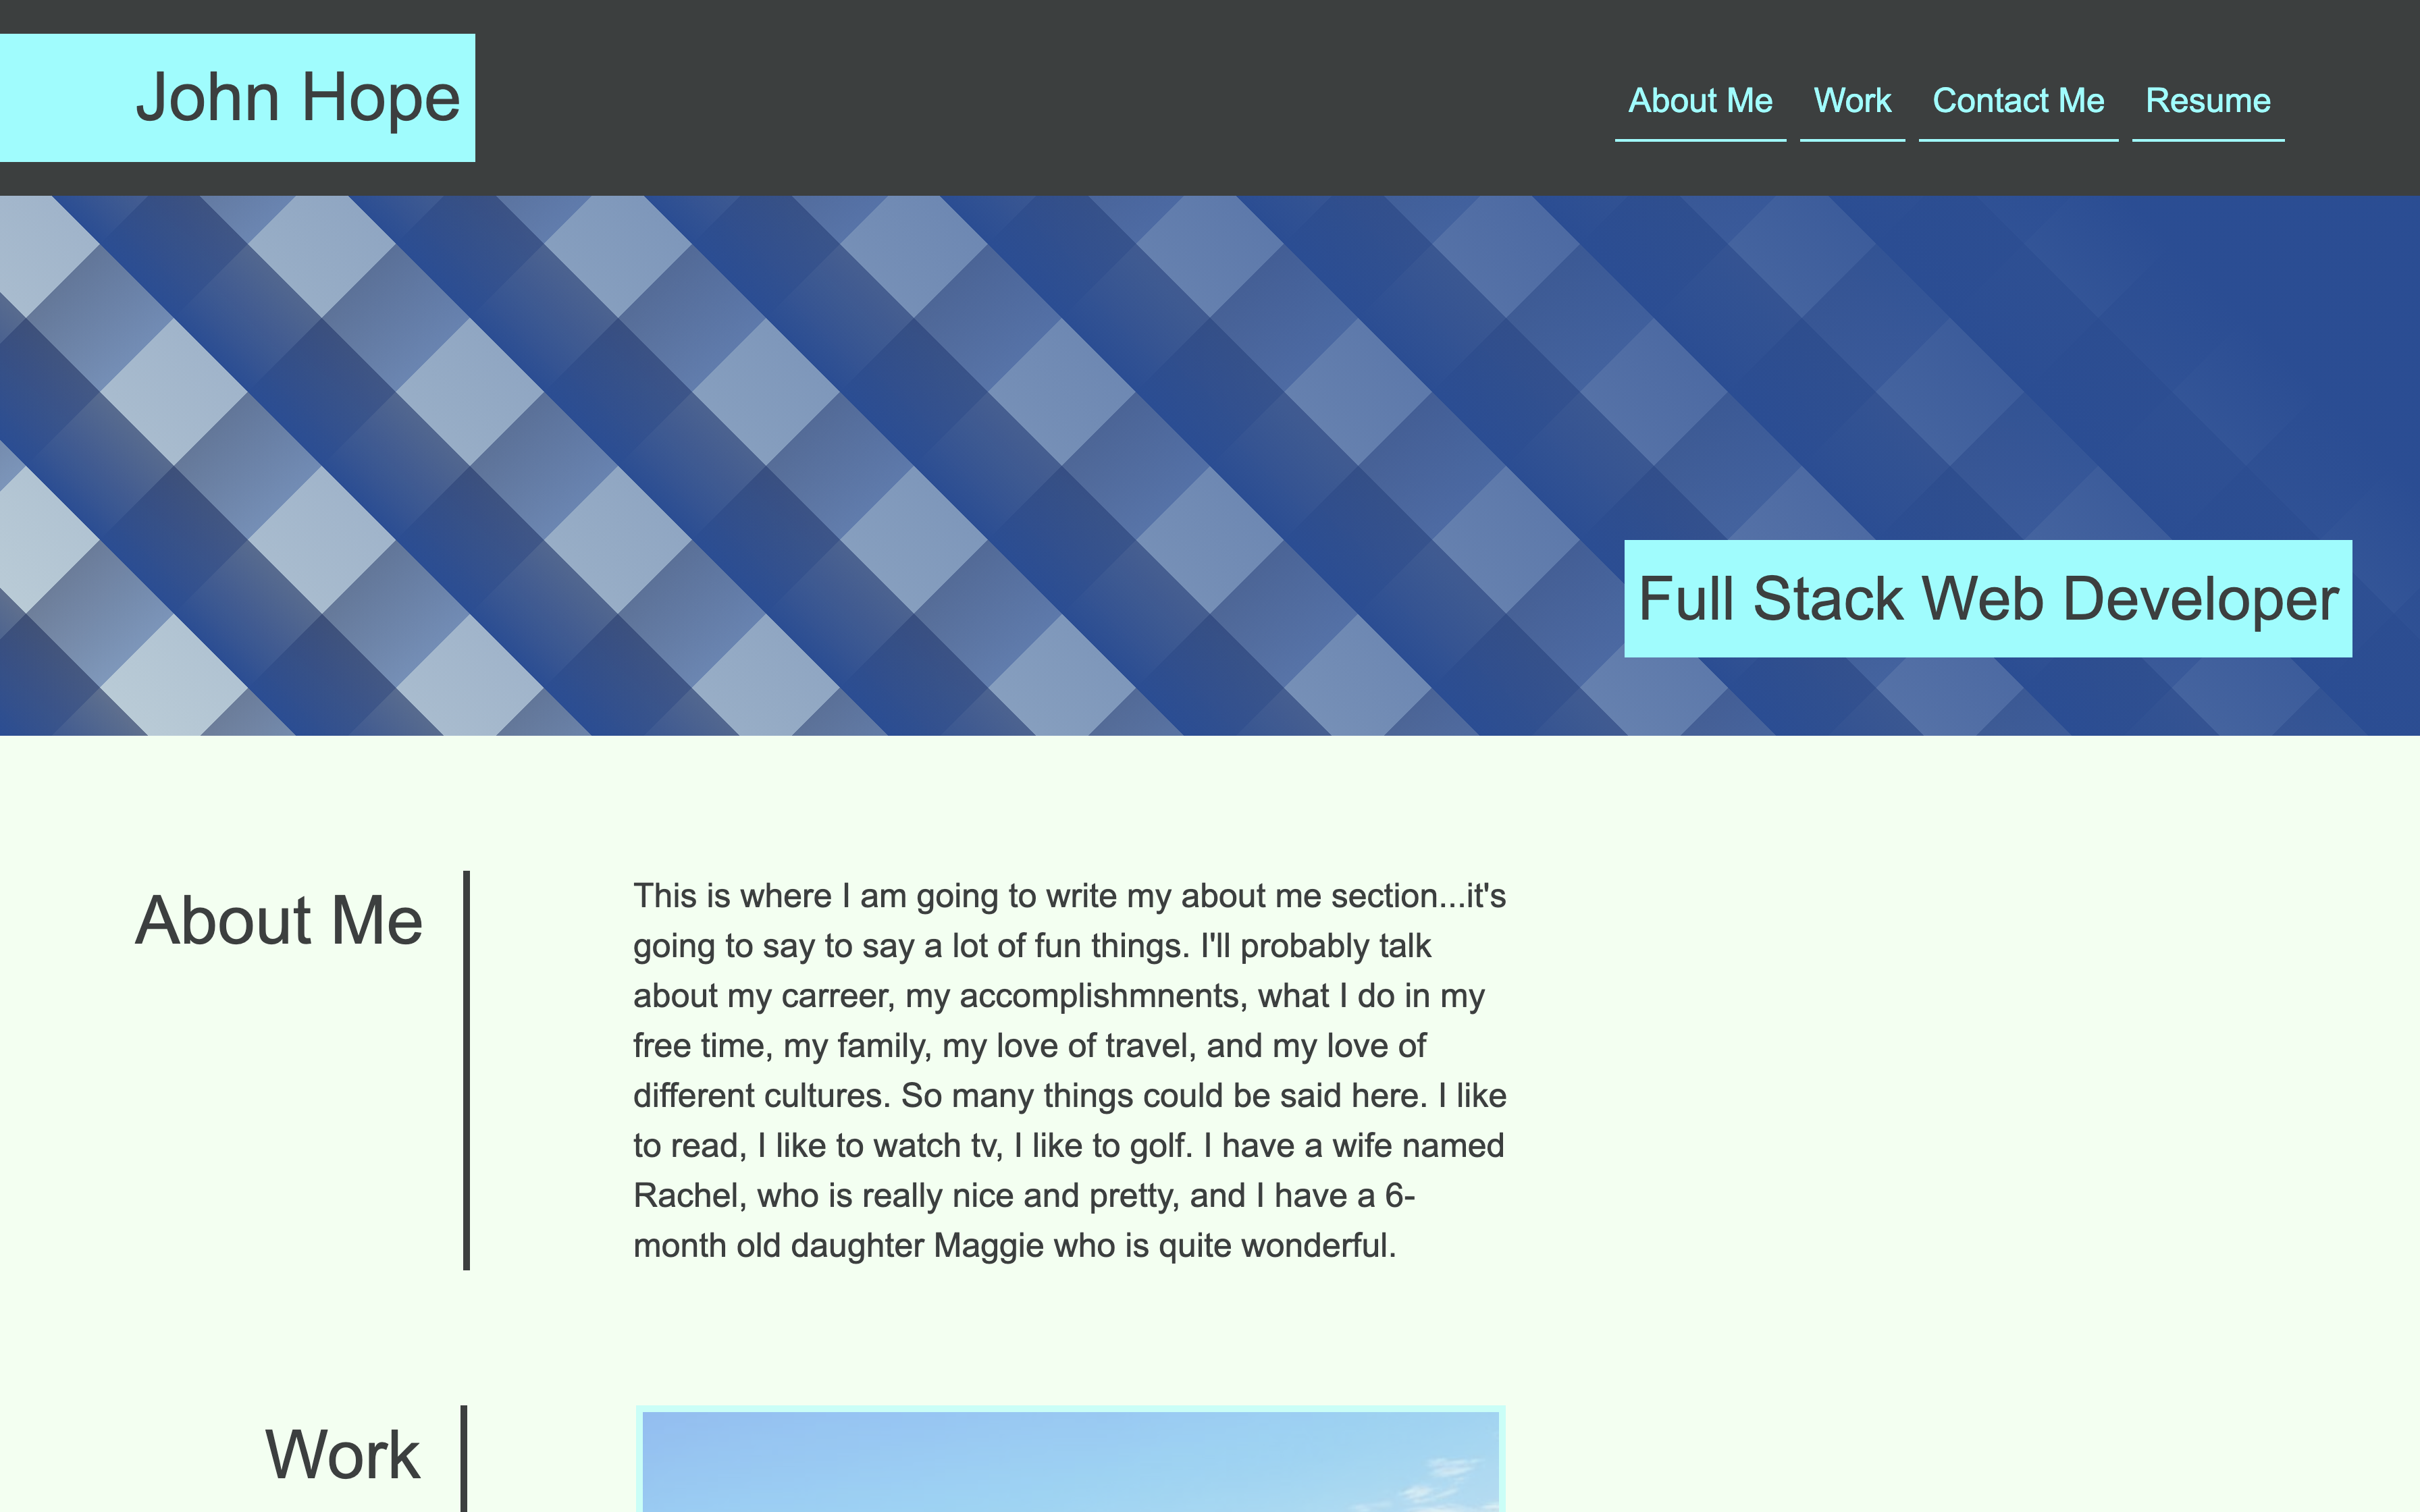 John Hope
About Me Work Contact Me Resume
Full Stack Web Developer
About Me
This is where I am going to write my about me section...it's
going to say to say a lot of fun things. I'll probably talk
about my carreer, my accomplishmnents, what I do in my
free time, my family, my love of travel, and my love of
different cultures. So many things could be said here. I like
to read, I like to watch tv, I like to golf. I have a wife named
Rachel, who is really nice and pretty, and I have a 6-
month old daughter Maggie who is quite wonderful.
Work